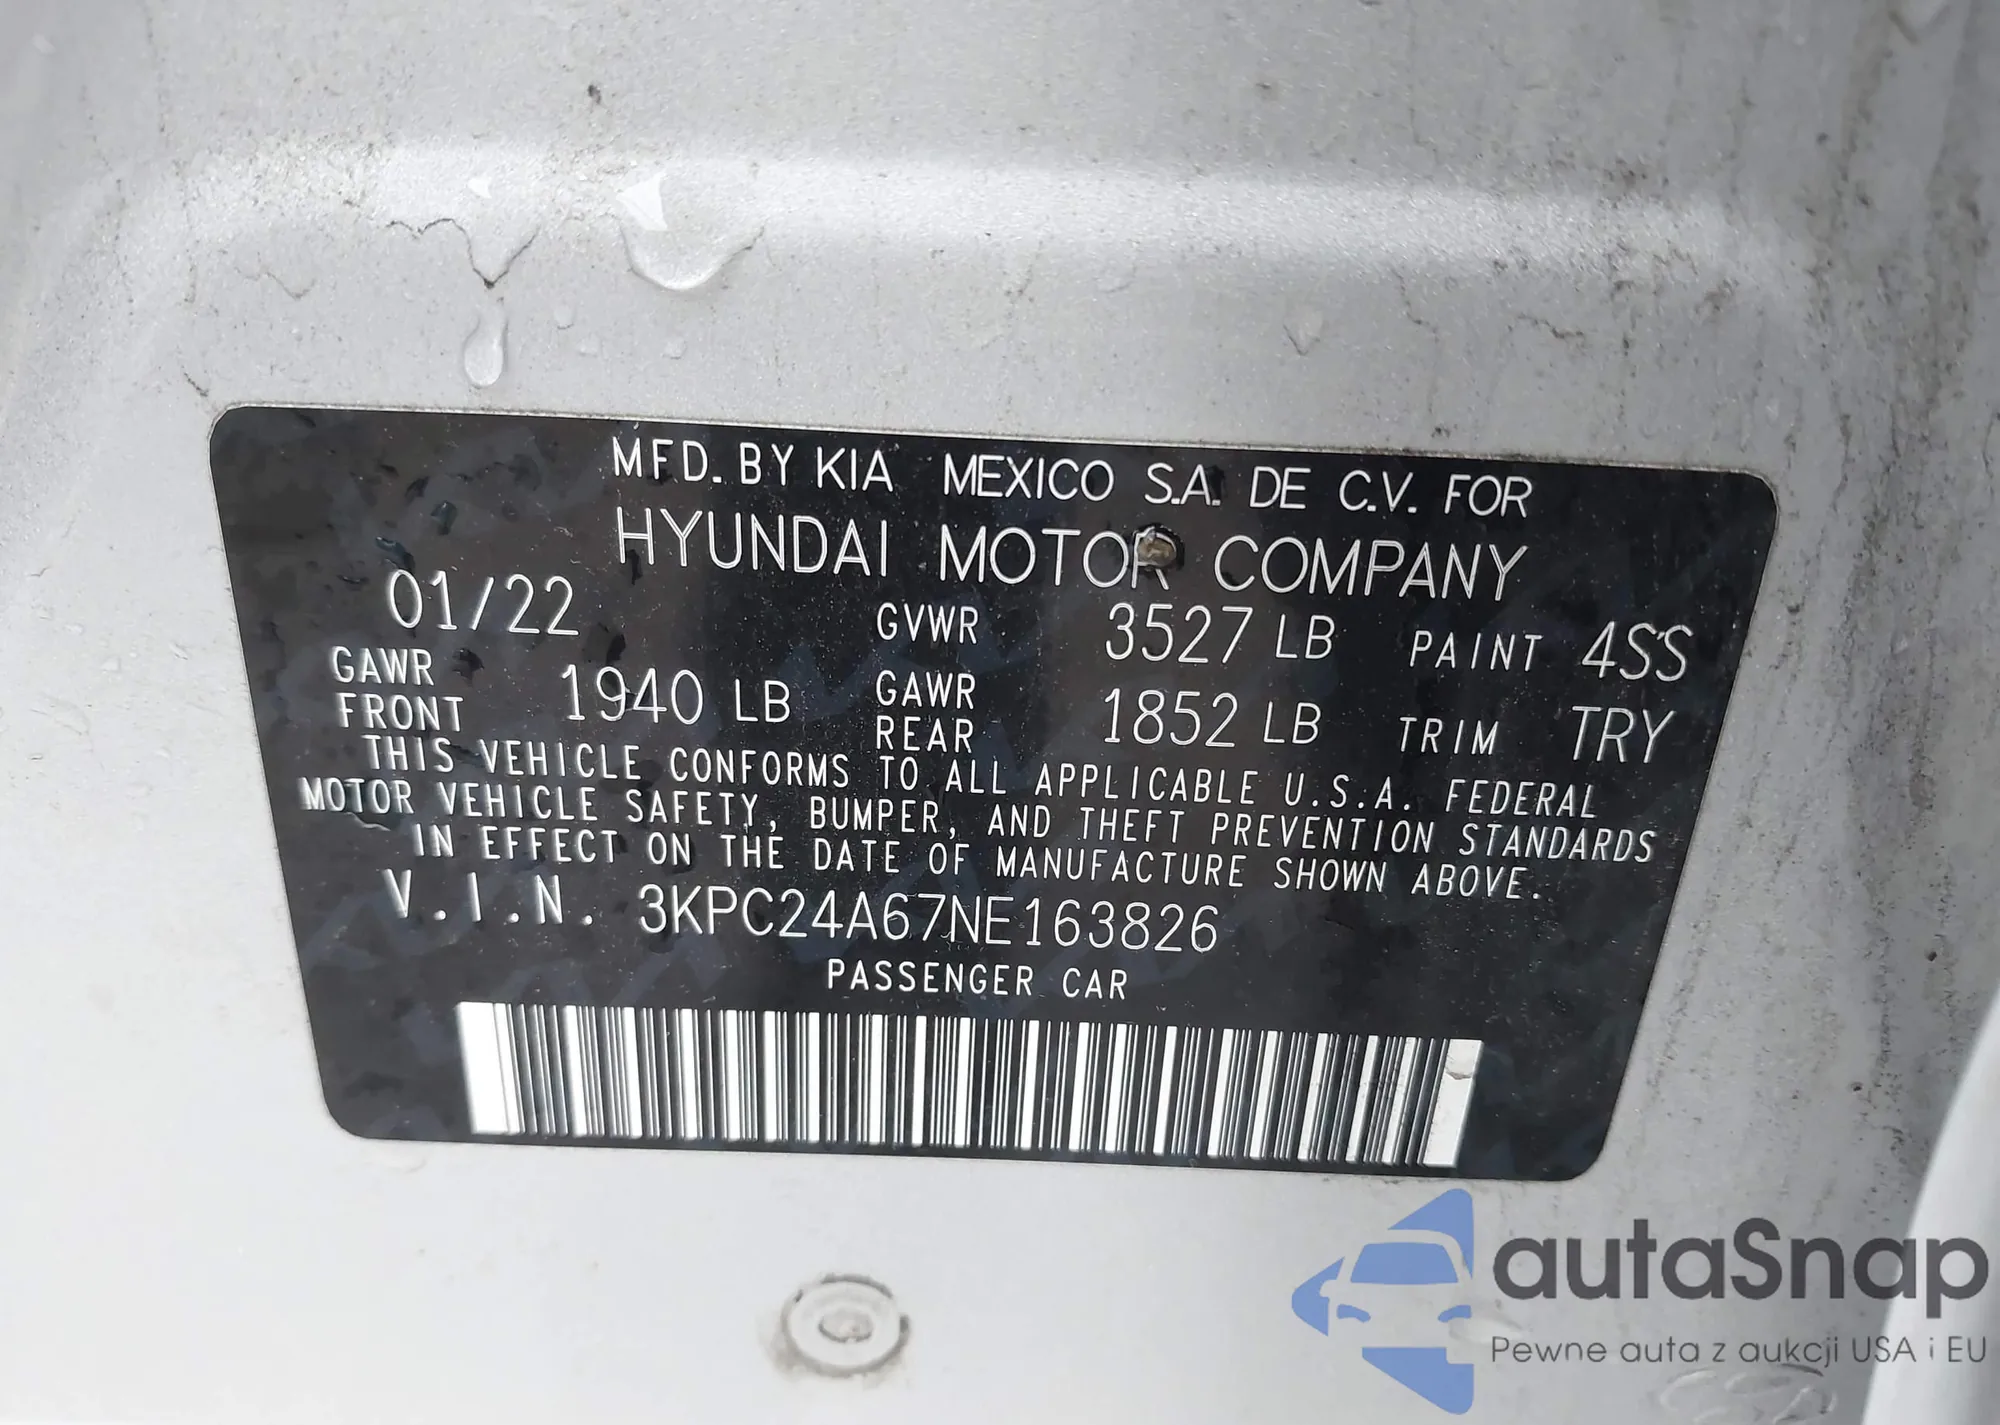 MFD. BY KIA MEXICO S.A. DE C.V. FOR
HYUNDAI MOTOR COMPANY
01/22 GVWR 3527 LB PAINT 4SS
GAWR FRONT 1940 LB GAWR REAR 1852 LB TRIM TRY
THIS VEHICLE CONFORMS TO ALL APPLICABLE U.S.A. FEDERAL
MOTOR VEHICLE SAFETY, BUMPER, AND THEFT PREVENTION STANDARDS
IN EFFECT ON THE DATE OF MANUFACTURE SHOWN ABOVE.
V.I.N. 3KPC24A67NE163826
PASSENGER CAR
autaSnap
Pewne auta z aukcji USA i EU